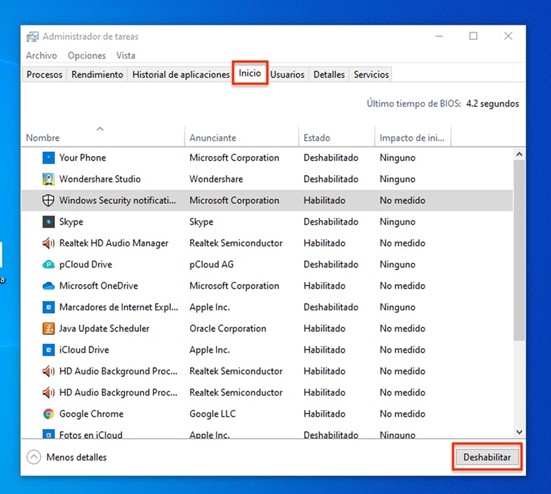 Administrador de tareas
Archivo Opciones Vista
Procesos Rendimiento Historial de aplicaciones Inicio Usuarios Detalles Servicios
Último tiempo de BIOS: 4.2 segundos
Nombre Anunciante Estado Impacto de ini...
Your Phone Microsoft Corporation Deshabilitado Ninguno
Wondershare Studio Wondershare Deshabilitado Ninguno
Windows Security notificati... Microsoft Corporation Habilitado No medido
Skype Skype Deshabilitado Ninguno
Realtek HD Audio Manager Realtek Semiconductor Habilitado No medido
pCloud Drive pCloud AG Deshabilitado Ninguno
Microsoft OneDrive Microsoft Corporation Habilitado No medido
Marcadores de Internet Expl... Apple Inc. Deshabilitado Ninguno
Java Update Scheduler Oracle Corporation Habilitado No medido
iCloud Drive Apple Inc. Habilitado No medido
HD Audio Background Proc... Realtek Semiconductor Habilitado No medido
HD Audio Background Proc... Realtek Semiconductor Habilitado No medido
Google Chrome Google LLC Habilitado No medido
Fotos en iCloud Apple Inc. Deshabilitado Ninguno
Menos detalles Deshabilitar